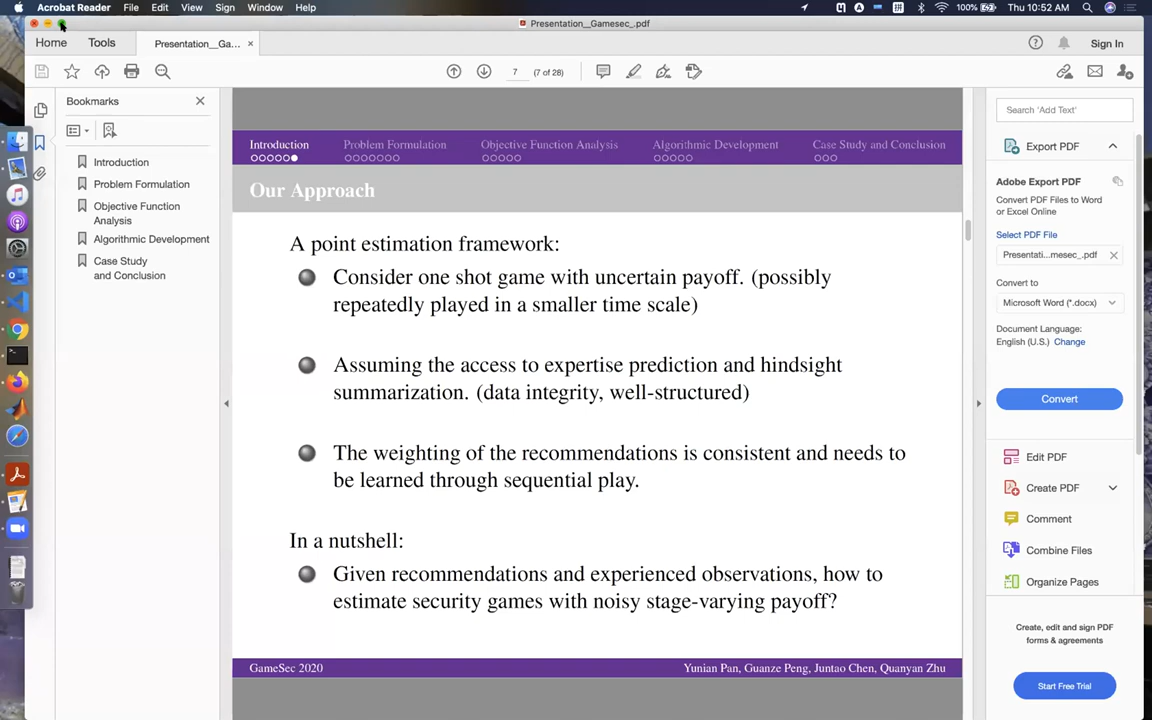 Acrobat Reader File Edit View Sign Window Help 100% Thu 10:52 AM
Presentation__Gamesec_.pdf
Home Tools Presentation__Ga... × Sign In
7 (7 of 28)
Bookmarks
Introduction
Problem Formulation
Objective Function
Analysis
Algorithmic Development
Case Study
and Conclusion
Introduction Problem Formulation Objective Function Analysis Algorithmic Development Case Study and Conclusion
Our Approach
A point estimation framework:
Consider one shot game with uncertain payoff. (possibly
repeatedly played in a smaller time scale)
Assuming the access to expertise prediction and hindsight
summarization. (data integrity, well-structured)
The weighting of the recommendations is consistent and needs to
be learned through sequential play.
In a nutshell:
Given recommendations and experienced observations, how to
estimate security games with noisy stage-varying payoff?
GameSec 2020 Yunian Pan, Guanze Peng, Juntao Chen, Quanyan Zhu
Search 'Add Text'
Export PDF
Adobe Export PDF
Convert PDF Files to Word
or Excel Online
Select PDF File
Presentati...mesec_.pdf
Convert to
Microsoft Word (*.docx)
Document Language:
English (U.S.) Change
Convert
Edit PDF
Create PDF
Comment
Combine Files
Organize Pages
Create, edit and sign PDF
forms & agreements
Start Free Trial